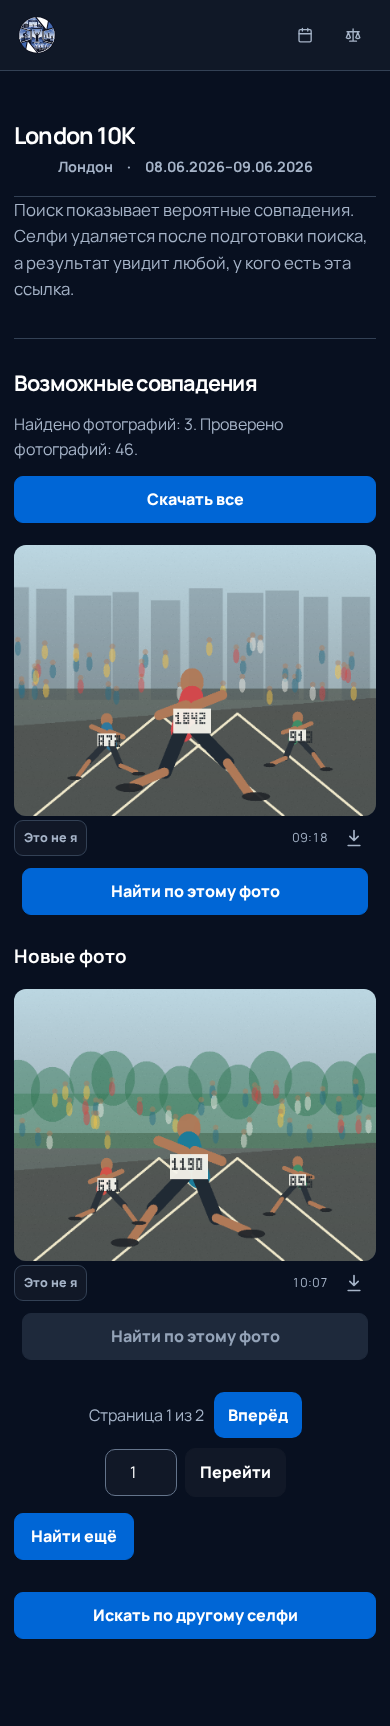 London 10K
Лондон · 08.06.2026–09.06.2026
Поиск показывает вероятные совпадения.
Селфи удаляется после подготовки поиска,
а результат увидит любой, у кого есть эта
ссылка.
Возможные совпадения
Найдено фотографий: 3. Проверено
фотографий: 46.
Скачать все
1842
Это не я 09:18
Найти по этому фото
Новые фото
1190
Это не я 10:07
Найти по этому фото
Страница 1 из 2 Вперёд
1 Перейти
Найти ещё
Искать по другому селфи